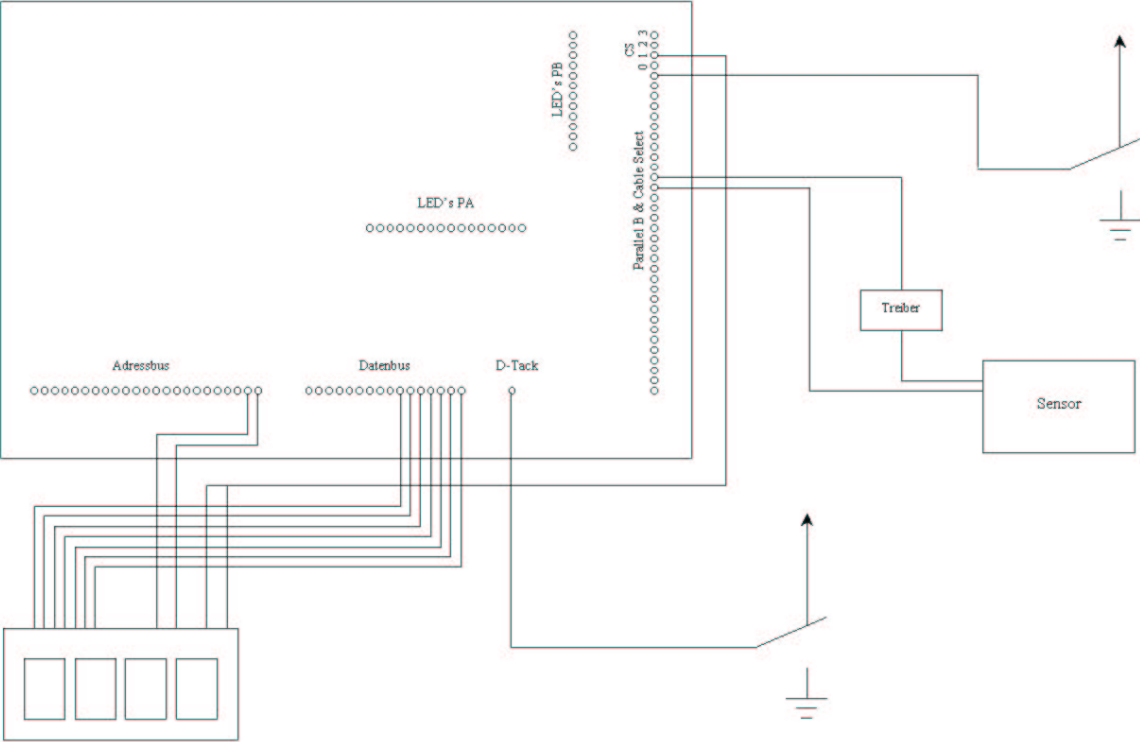 CS
0 1 2 3
LED's PB
Parallel B & Cable Select
LED's PA
Treiber
Adressbus
Datenbus
D-Tack
Sensor